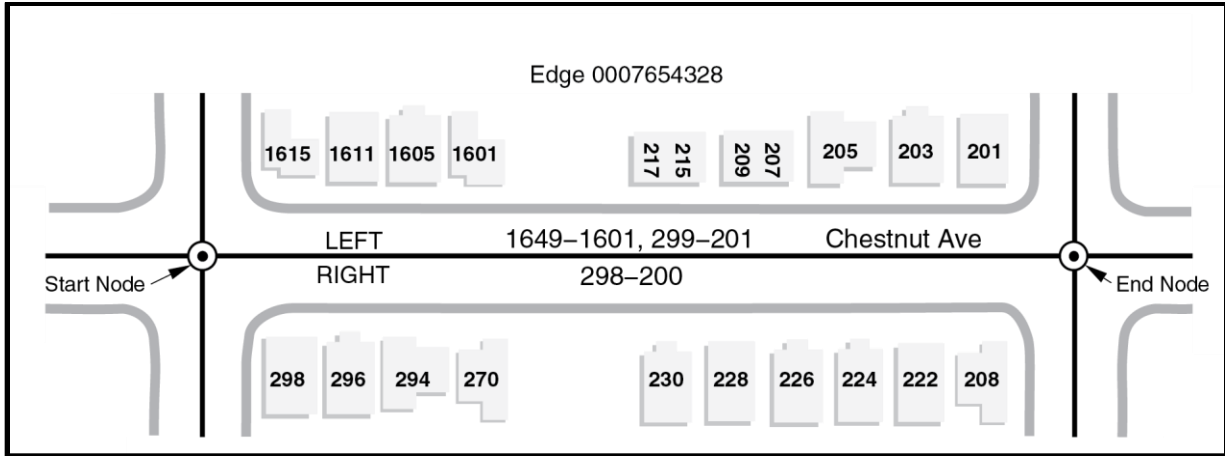 Edge 0007654328
1615 1611 1605 1601 217 215 209 207 205 203 201
LEFT 1649–1601, 299–201 Chestnut Ave
RIGHT 298–200
Start Node End Node
298 296 294 270 230 228 226 224 222 208